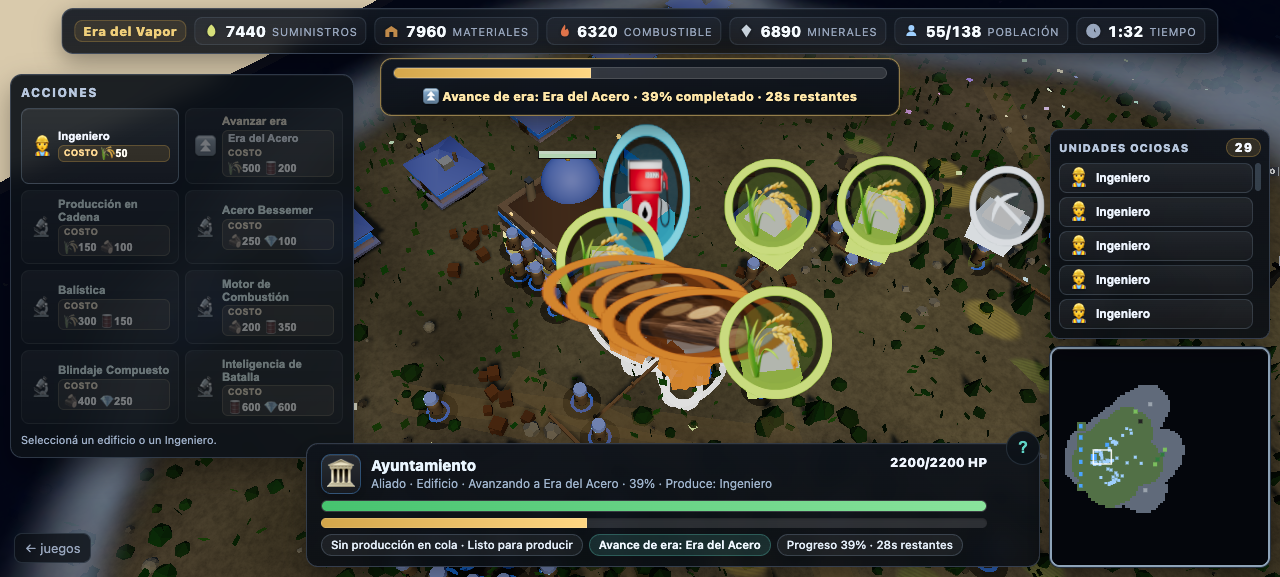 Era del Vapor
7440 SUMINISTROS
7960 MATERIALES
6320 COMBUSTIBLE
6890 MINERALES
55/138 POBLACIÓN
1:32 TIEMPO
Avance de era: Era del Acero · 39% completado · 28s restantes
ACCIONES
Ingeniero
COSTO 50
Avanzar era
Era del Acero
COSTO
500 200
Producción en
Cadena
COSTO
150 100
Acero Bessemer
COSTO
250 100
Balística
COSTO
300 150
Motor de
Combustión
COSTO
200 350
Blindaje Compuesto
COSTO
400 250
Inteligencia de
Batalla
COSTO
600 600
Seleccioná un edificio o un Ingeniero.
UNIDADES OCIOSAS 29
Ingeniero
Ingeniero
Ingeniero
Ingeniero
Ingeniero
Ayuntamiento
2200/2200 HP
Aliado · Edificio · Avanzando a Era del Acero · 39% · Produce: Ingeniero
Sin producción en cola · Listo para producir
Avance de era: Era del Acero
Progreso 39% · 28s restantes
?
← juegos